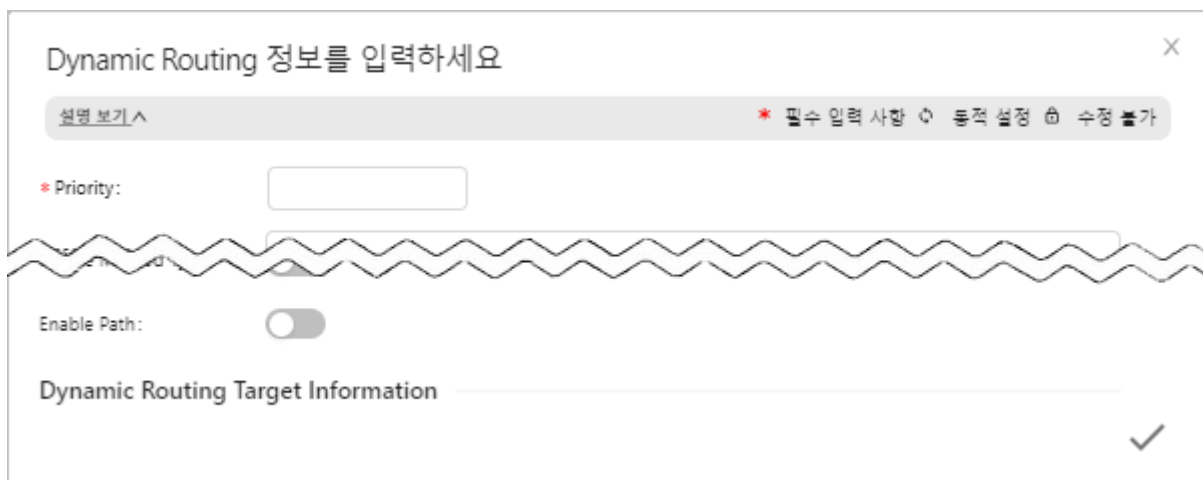 Dynamic Routing 정보를 입력하세요
설명 보기
* 필수 입력 사항 동적 설정 수정 불가
* Priority:
Enable Path:
Dynamic Routing Target Information